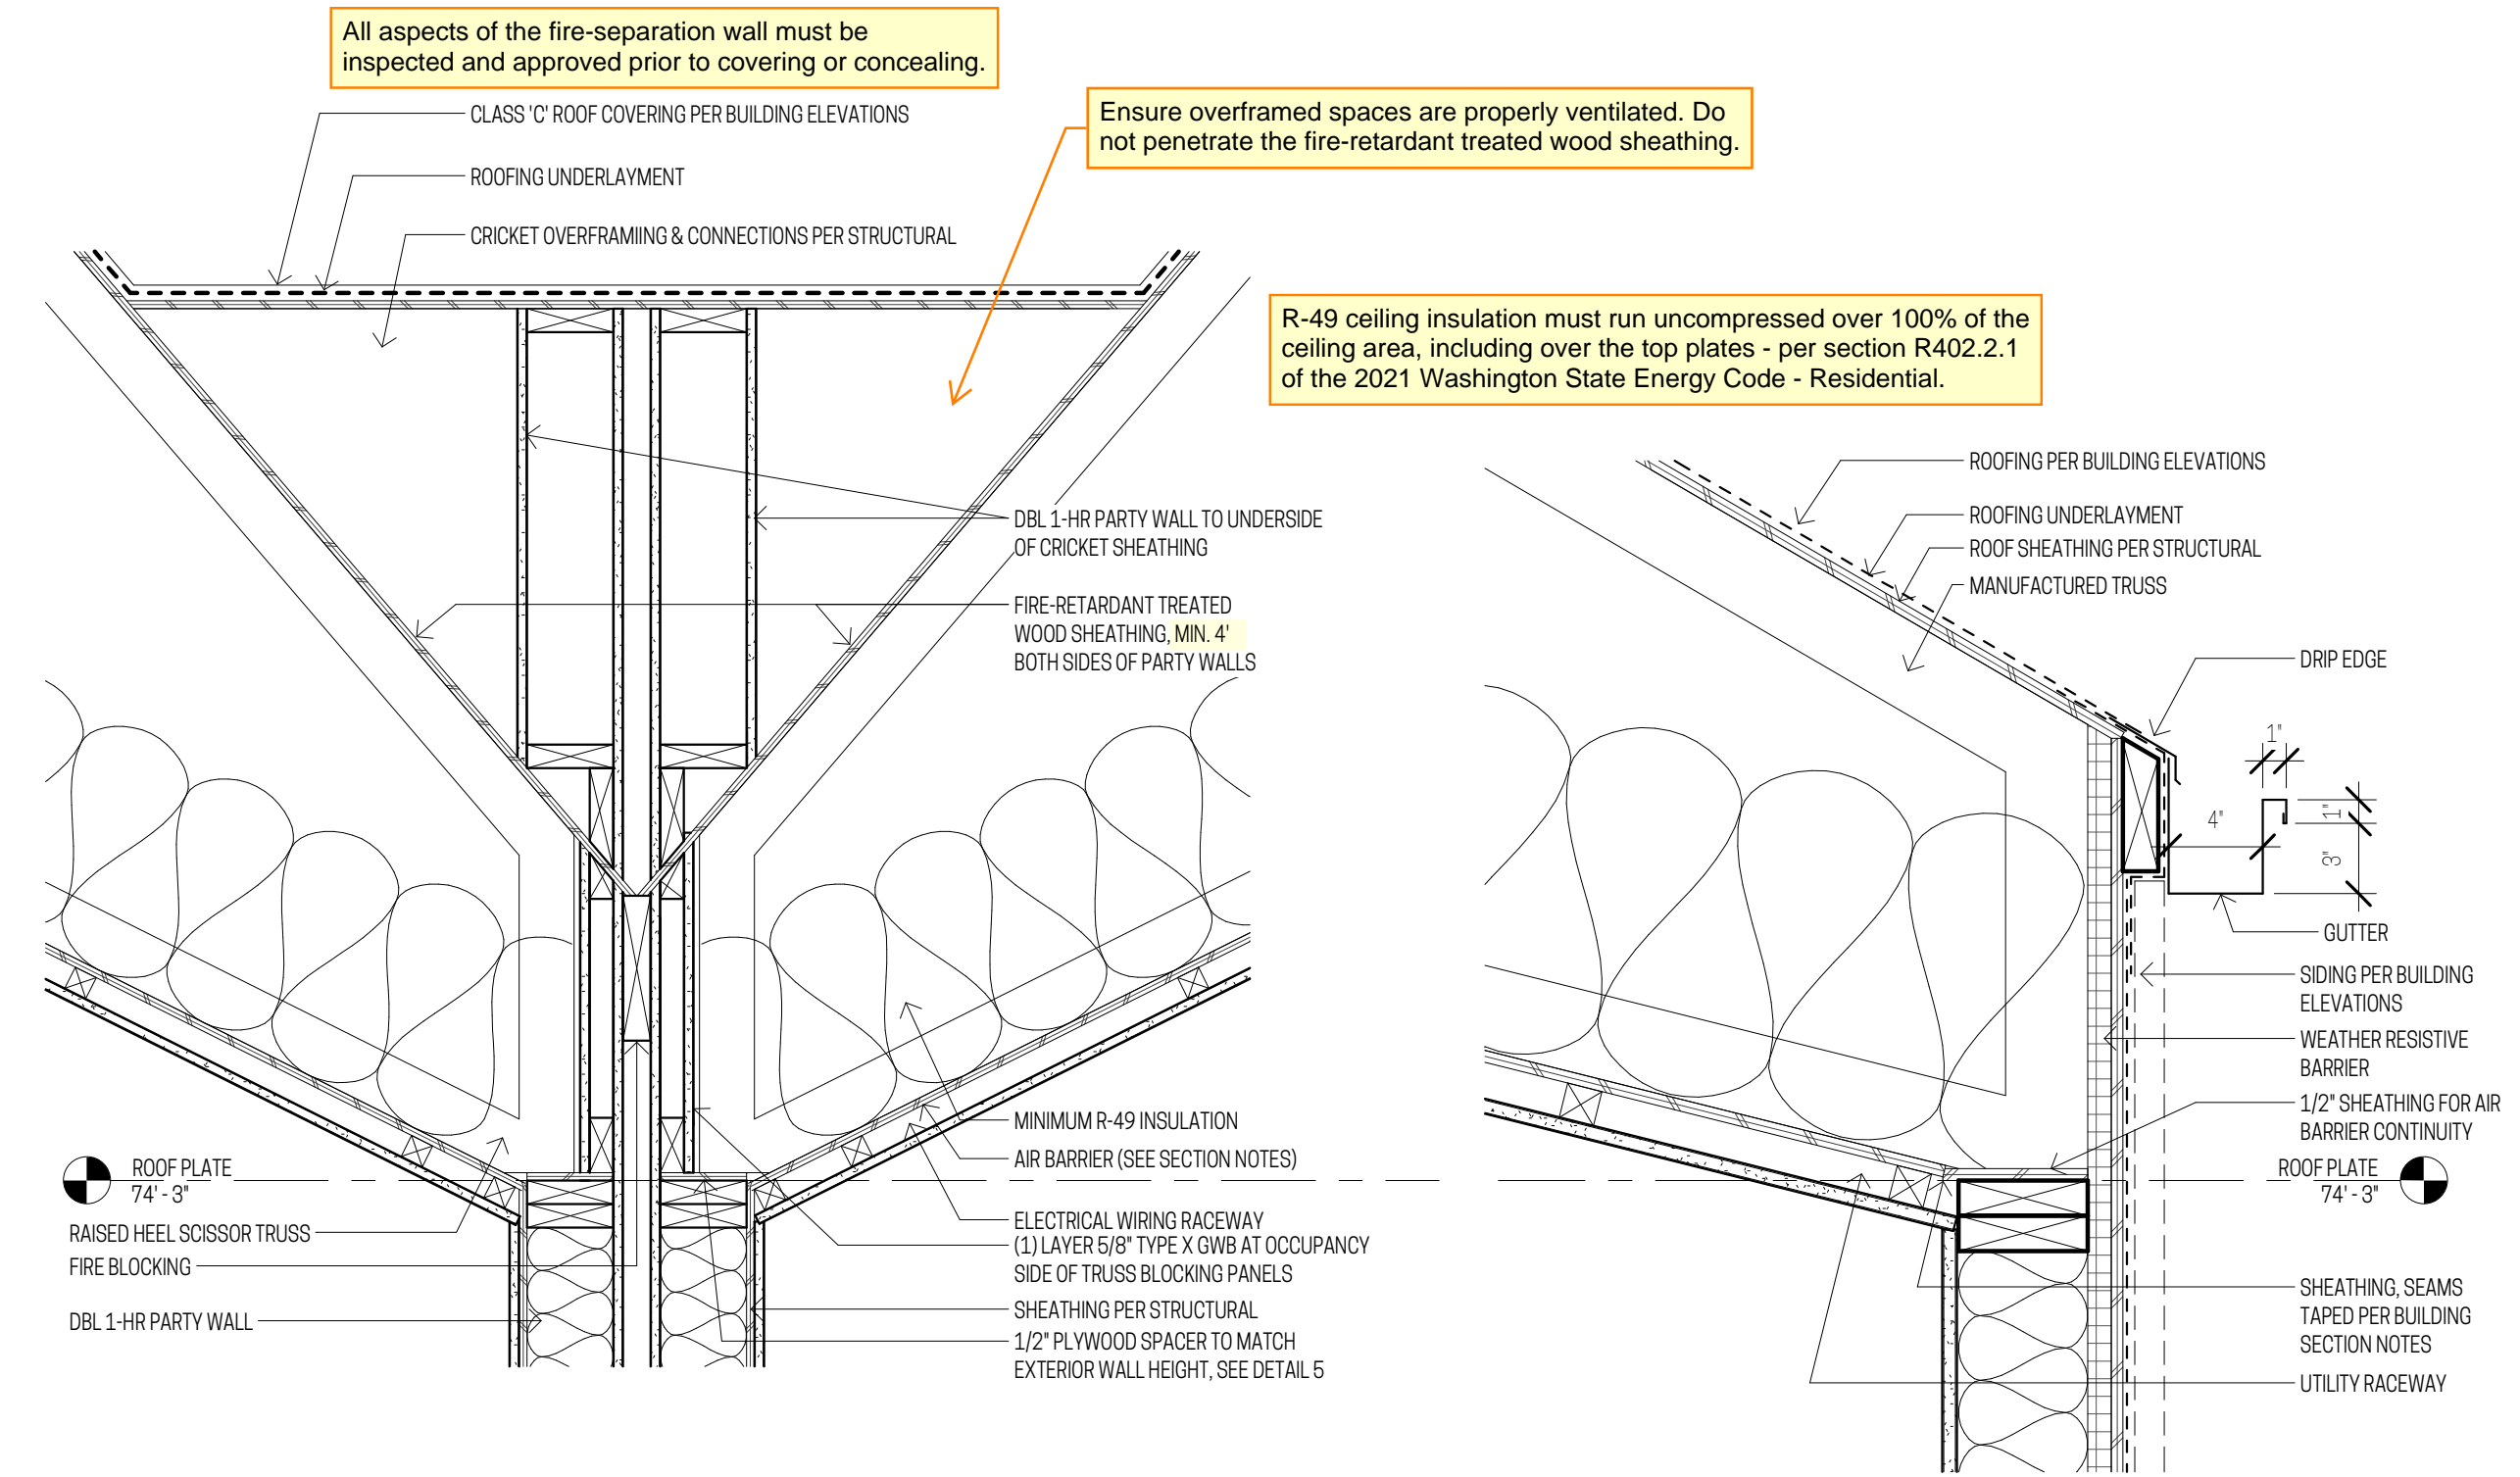 All aspects of the fire-separation wall must be
inspected and approved prior to covering or concealing.
Ensure overframed spaces are properly ventilated. Do
not penetrate the fire-retardant treated wood sheathing.
R-49 ceiling insulation must run uncompressed over 100% of the
ceiling area, including over the top plates - per section R402.2.1
of the 2021 Washington State Energy Code - Residential.
CLASS 'C' ROOF COVERING PER BUILDING ELEVATIONS
ROOFING UNDERLAYMENT
CRICKET OVERFRAMIING & CONNECTIONS PER STRUCTURAL
DBL 1-HR PARTY WALL TO UNDERSIDE
OF CRICKET SHEATHING
FIRE-RETARDANT TREATED
WOOD SHEATHING, MIN. 4'
BOTH SIDES OF PARTY WALLS
MINIMUM R-49 INSULATION
AIR BARRIER (SEE SECTION NOTES)
ELECTRICAL WIRING RACEWAY
(1) LAYER 5/8" TYPE X GWB AT OCCUPANCY
SIDE OF TRUSS BLOCKING PANELS
SHEATHING PER STRUCTURAL
1/2" PLYWOOD SPACER TO MATCH
EXTERIOR WALL HEIGHT, SEE DETAIL 5
ROOF PLATE
74' - 3"
RAISED HEEL SCISSOR TRUSS
FIRE BLOCKING
DBL 1-HR PARTY WALL
ROOFING PER BUILDING ELEVATIONS
ROOFING UNDERLAYMENT
ROOF SHEATHING PER STRUCTURAL
MANUFACTURED TRUSS
DRIP EDGE
1"
4"
1"
3"
GUTTER
SIDING PER BUILDING
ELEVATIONS
WEATHER RESISTIVE
BARRIER
1/2" SHEATHING FOR AIR
BARRIER CONTINUITY
ROOF PLATE
74' - 3"
SHEATHING, SEAMS
TAPED PER BUILDING
SECTION NOTES
UTILITY RACEWAY